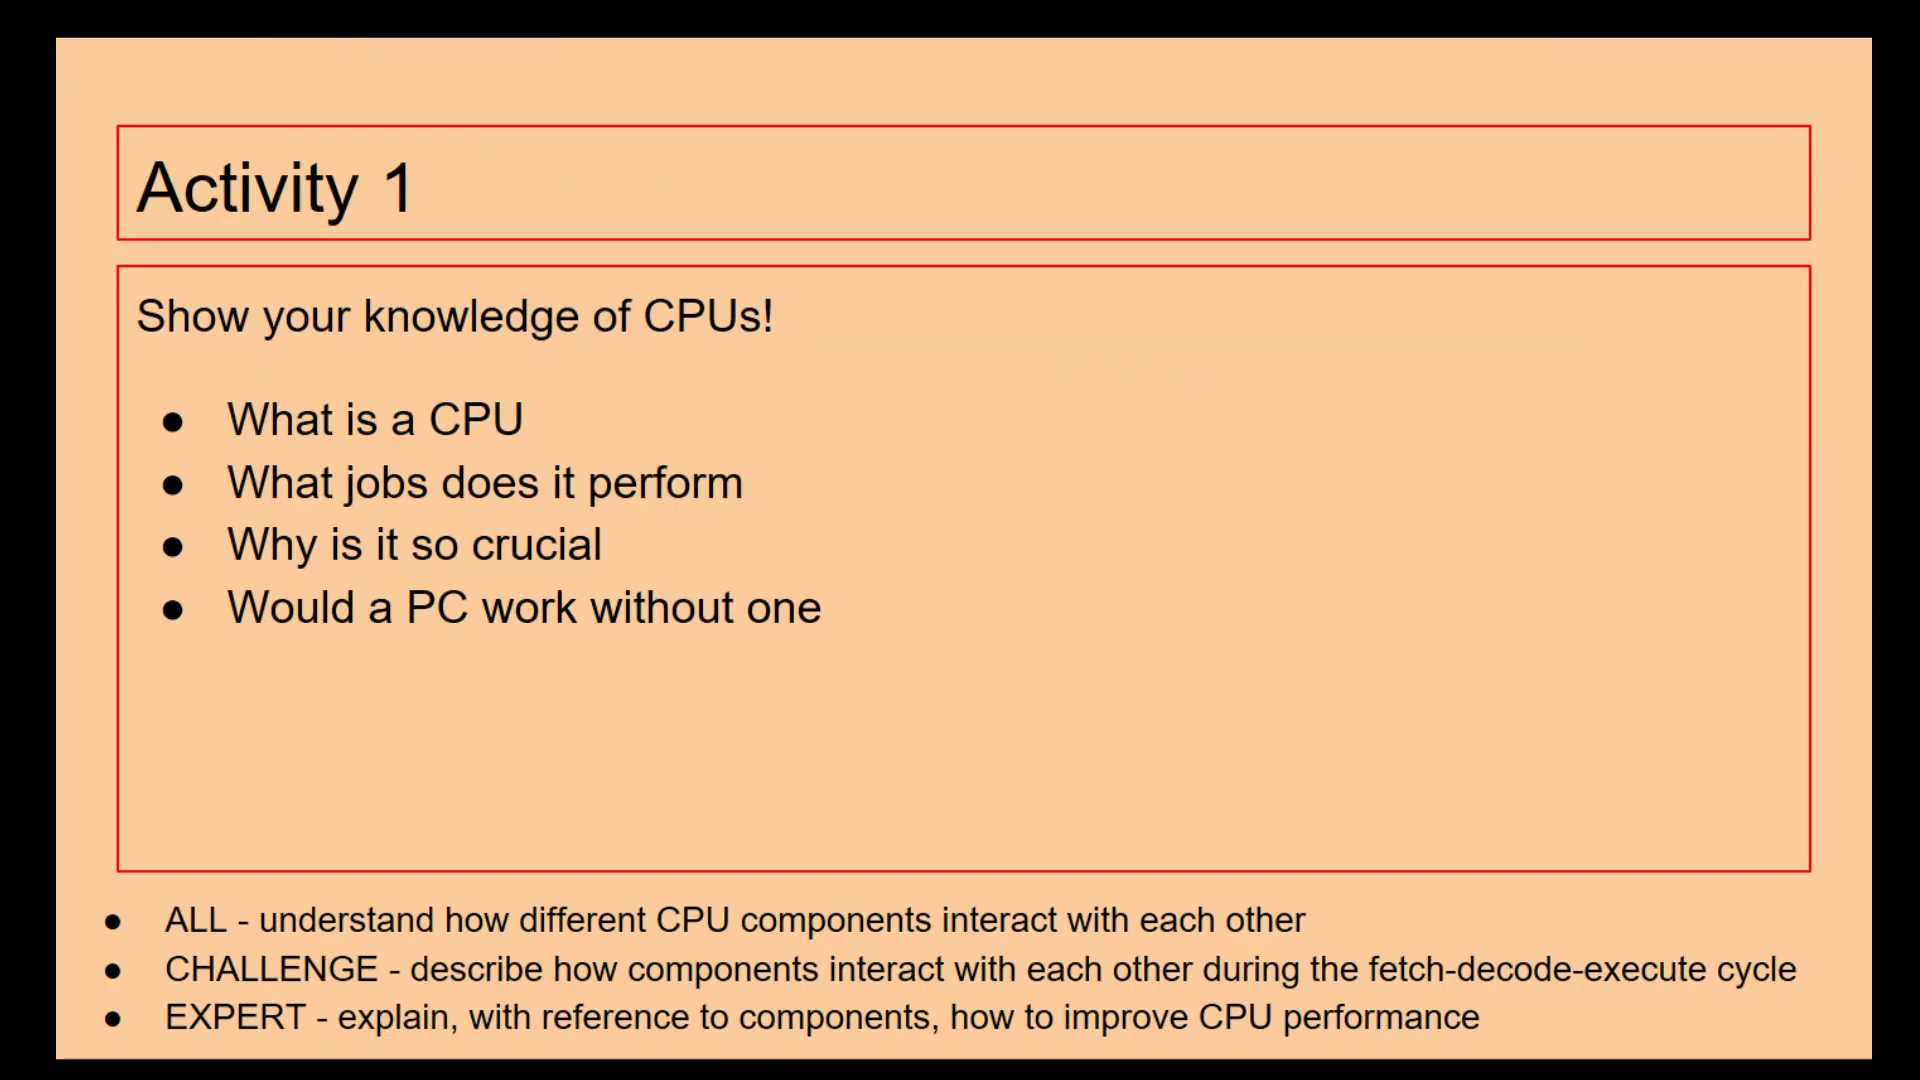 Activity 1
Show your knowledge of CPUs!
● What is a CPU
● What jobs does it perform
● Why is it so crucial
● Would a PC work without one
● ALL - understand how different CPU components interact with each other
● CHALLENGE - describe how components interact with each other during the fetch-decode-execute cycle
● EXPERT - explain, with reference to components, how to improve CPU performance